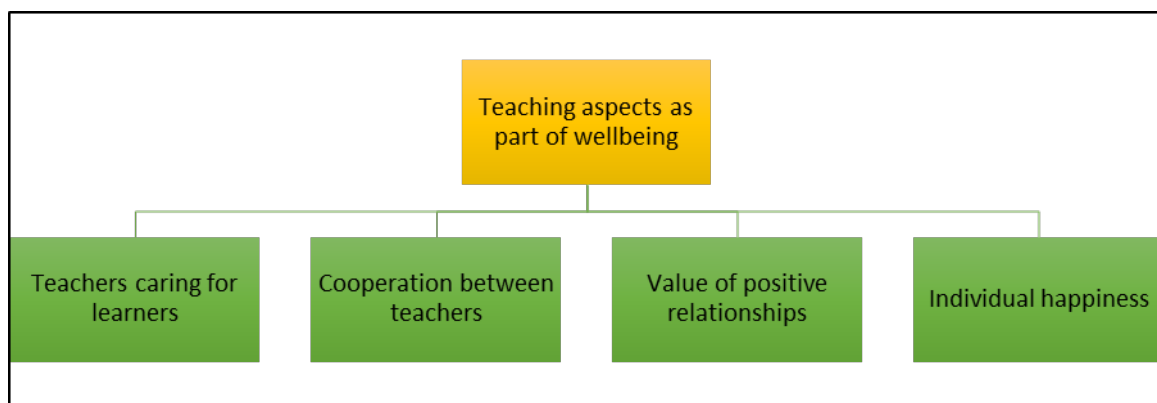 Teaching aspects as
part of wellbeing
Teachers caring for
learners
Cooperation between
teachers
Value of positive
relationships
Individual happiness